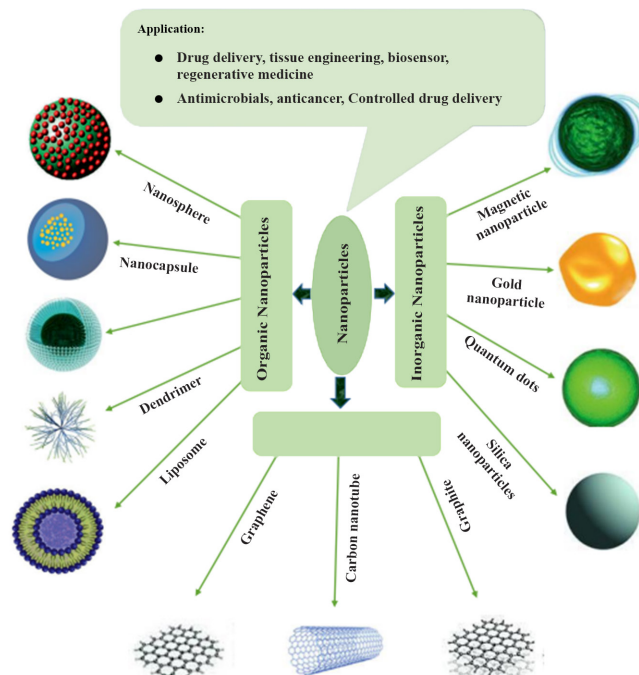 Application:
Drug delivery, tissue engineering, biosensor,
regenerative medicine
Antimicrobials, anticancer, Controlled drug delivery
Nanosphere
Nanocapsule
Dendrimer
Liposome
Organic Nanoparticles
Nanoparticles
Inorganic Nanoparticles
Magnetic
nanoparticle
Gold
nanoparticle
Quantum dots
Silica
nanoparticles
Graphene
Carbon nanotube
Graphite